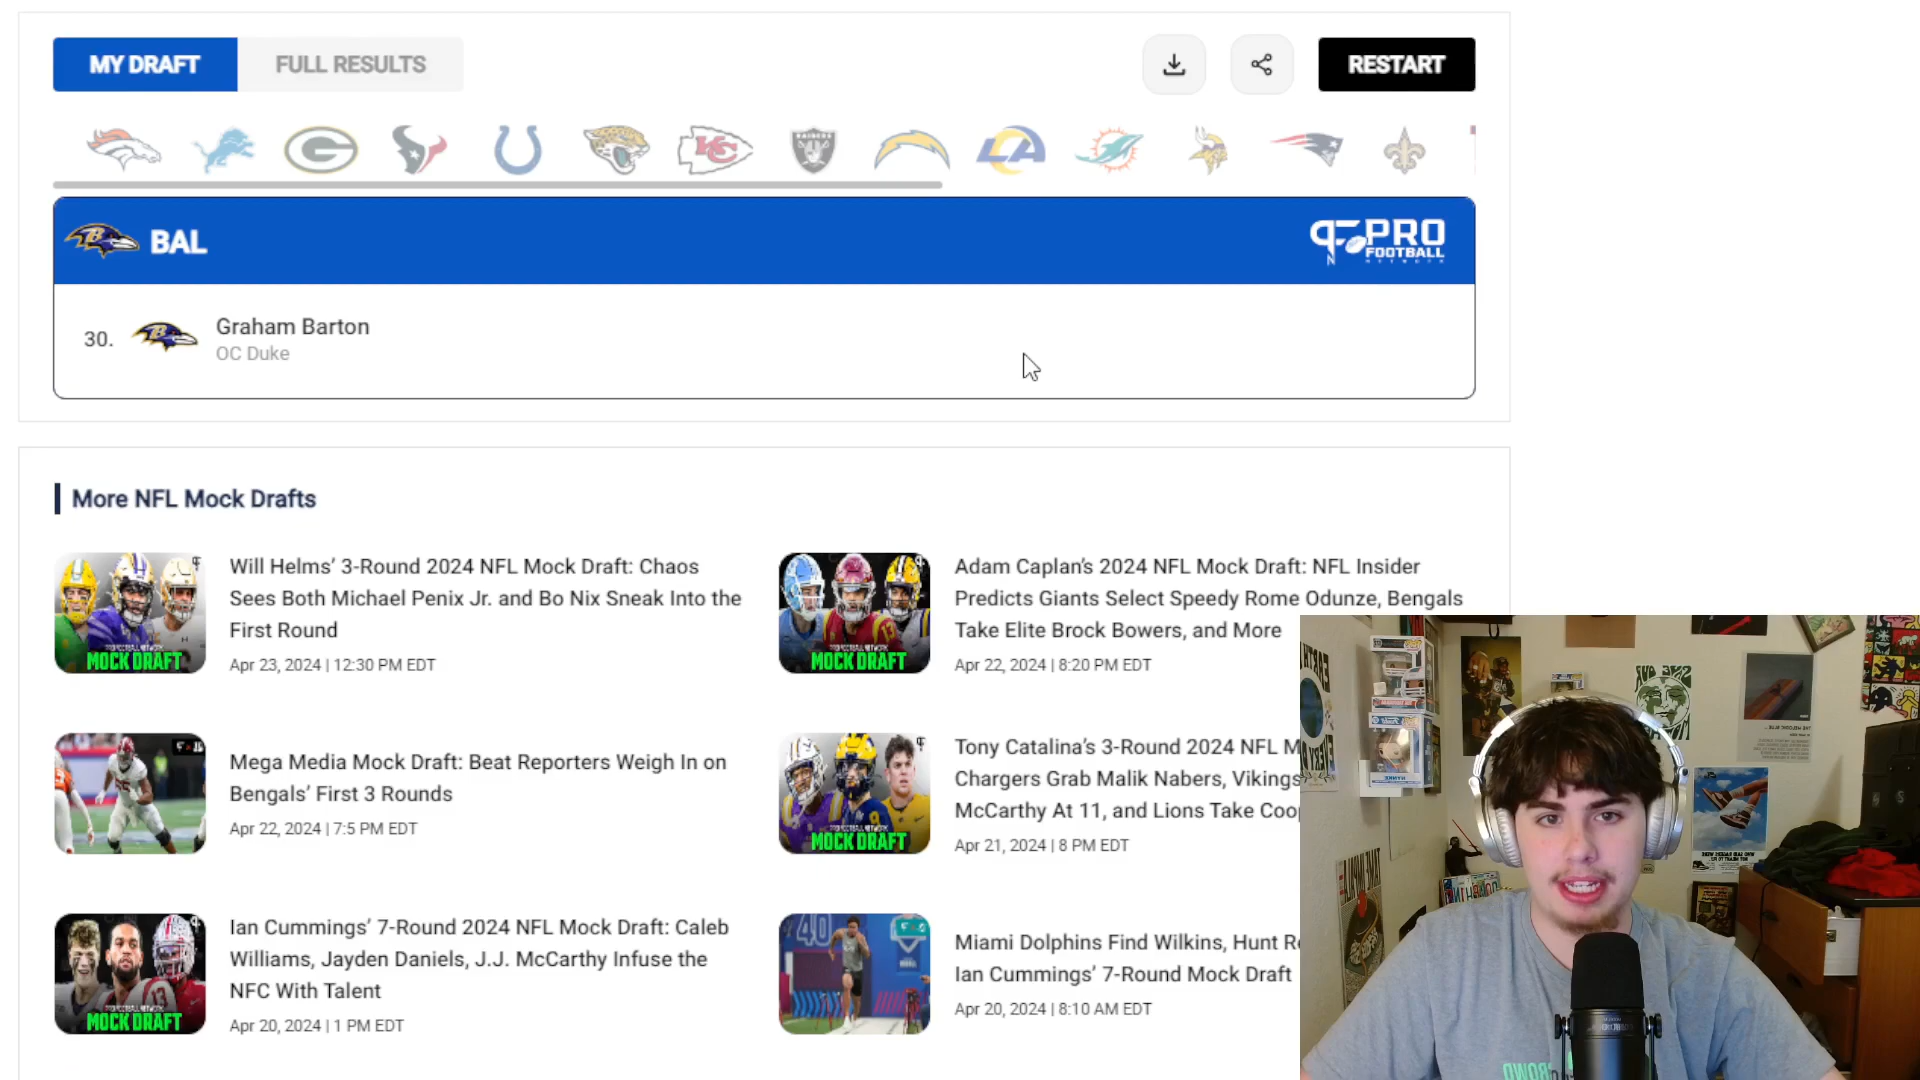 MY DRAFT
FULL RESULTS
RESTART
BAL
PRO
FOOTBALL
NETWORK
30.
Graham Barton
OC Duke
More NFL Mock Drafts
Will Helms’ 3-Round 2024 NFL Mock Draft: Chaos
Sees Both Michael Penix Jr. and Bo Nix Sneak Into the
First Round
Apr 23, 2024 | 12:30 PM EDT
MOCK DRAFT
Adam Caplan’s 2024 NFL Mock Draft: NFL Insider
Predicts Giants Select Speedy Rome Odunze, Bengals
Take Elite Brock Bowers, and More
Apr 22, 2024 | 8:20 PM EDT
MOCK DRAFT
Mega Media Mock Draft: Beat Reporters Weigh In on
Bengals’ First 3 Rounds
Apr 22, 2024 | 7:5 PM EDT
Tony Catalina’s 3-Round 2024 NFL M
Chargers Grab Malik Nabers, Vikings
McCarthy At 11, and Lions Take Coo
Apr 21, 2024 | 8 PM EDT
MOCK DRAFT
Ian Cummings’ 7-Round 2024 NFL Mock Draft: Caleb
Williams, Jayden Daniels, J.J. McCarthy Infuse the
NFC With Talent
Apr 20, 2024 | 1 PM EDT
MOCK DRAFT
Miami Dolphins Find Wilkins, Hunt R
Ian Cummings’ 7-Round Mock Draft
Apr 20, 2024 | 8:10 AM EDT